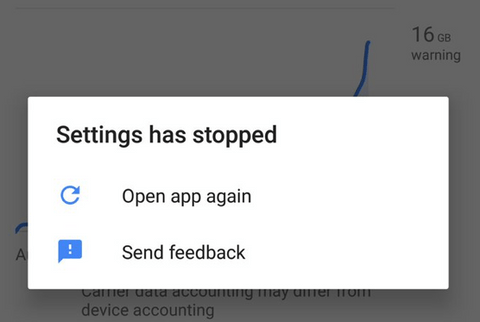 16 GB
warning
Settings has stopped
Open app again
Send feedback
Carrier data accounting may differ from
device accounting